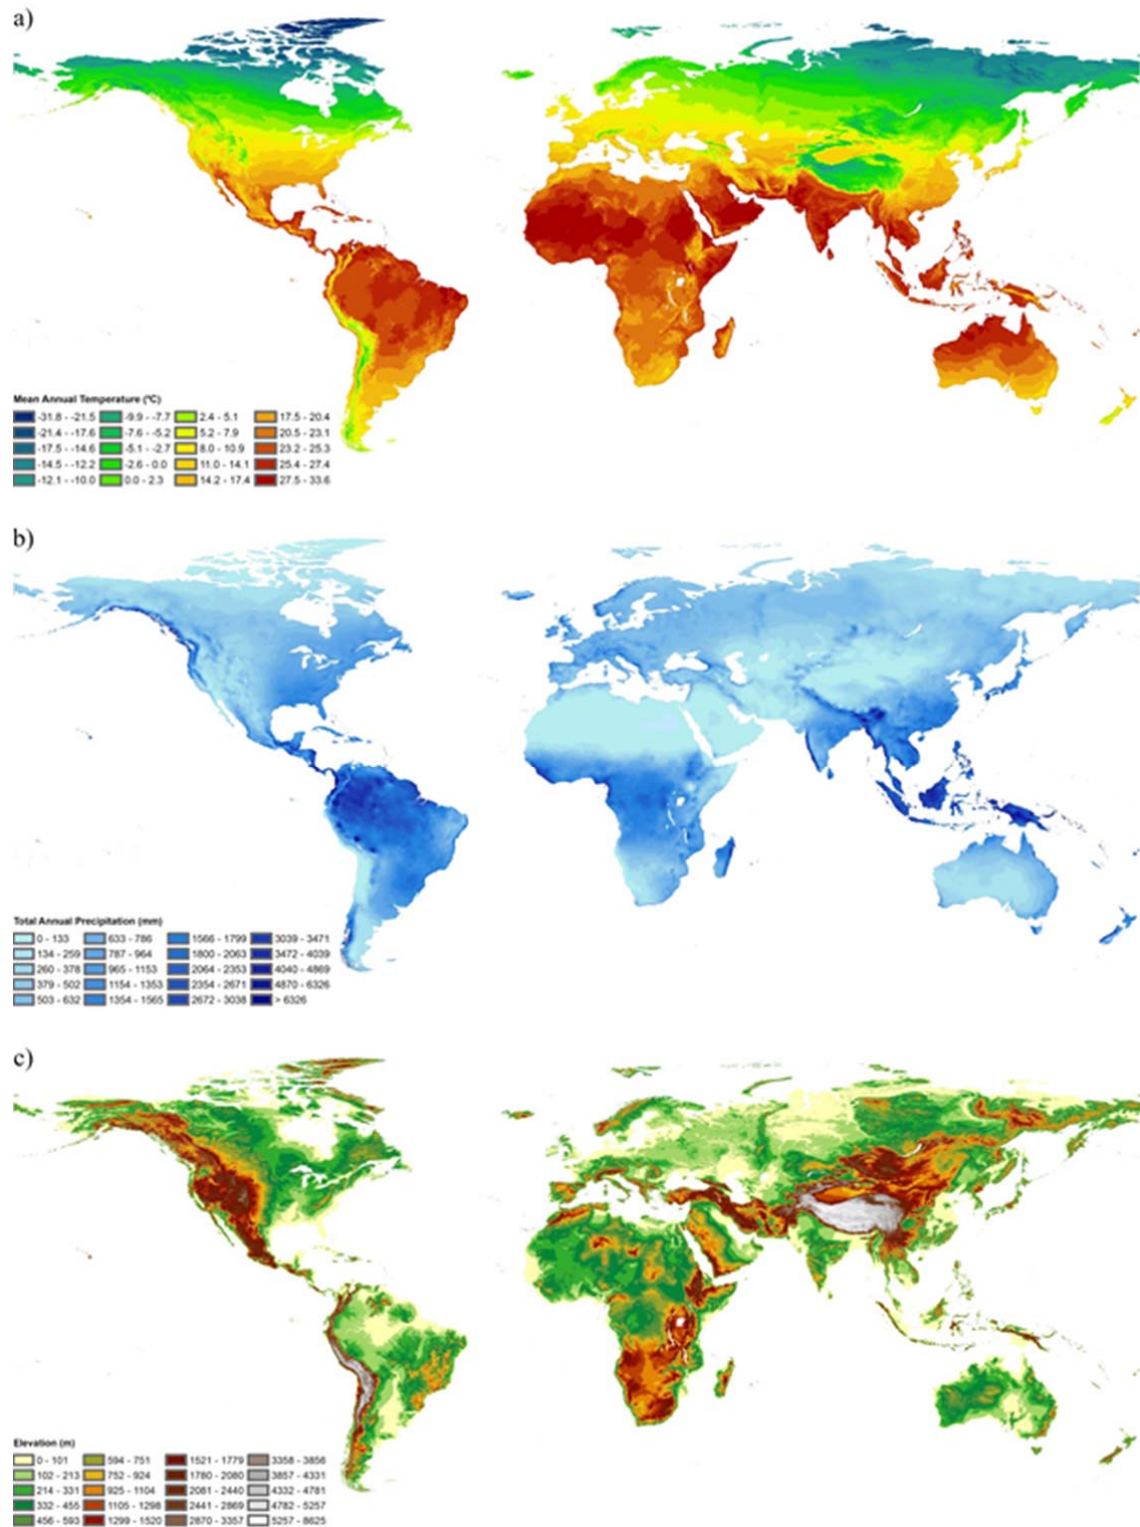 a)
Mean Annual Temperature (ºC)
-31.8 - -21.5 -9.9 - -7.7 2.4 - 5.1 17.5 - 20.4
-21.4 - -17.6 -7.6 - -5.2 5.2 - 7.9 20.5 - 23.1
-17.5 - -14.6 -5.1 - -2.7 8.0 - 10.9 23.2 - 25.3
-14.5 - -12.2 -2.6 - 0.0 11.0 - 14.1 25.4 - 27.4
-12.1 - -10.0 0.0 - 2.3 14.2 - 17.4 27.5 - 33.6
b)
Total Annual Precipitation (mm)
0 - 133 633 - 786 1566 - 1799 3039 - 3471
134 - 259 787 - 964 1800 - 2063 3472 - 4039
260 - 378 965 - 1153 2064 - 2353 4040 - 4869
379 - 502 1154 - 1353 2354 - 2671 4870 - 6326
503 - 632 1354 - 1565 2672 - 3038 > 6326
c)
Elevation (m)
0 - 101 594 - 751 1521 - 1779 3358 - 3856
102 - 213 752 - 924 1780 - 2080 3857 - 4331
214 - 331 925 - 1104 2081 - 2440 4332 - 4781
332 - 455 1105 - 1298 2441 - 2869 4782 - 5257
456 - 593 1299 - 1520 2870 - 3357 5257 - 8625